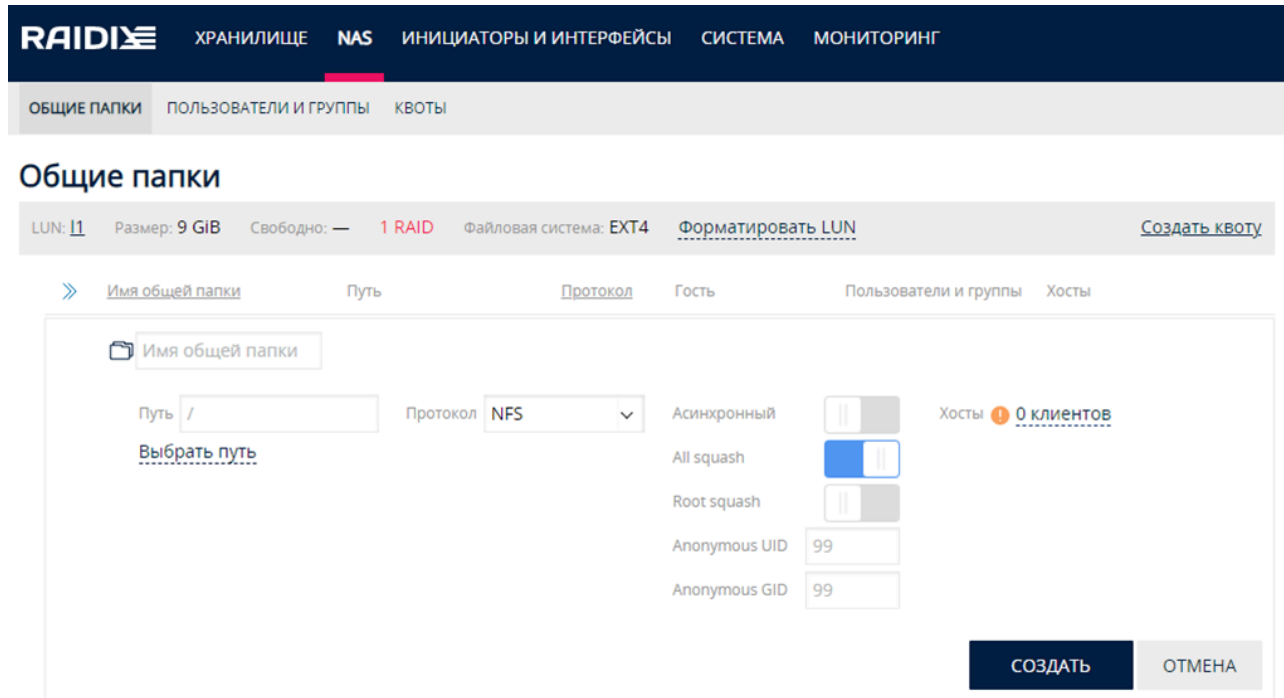 RAIDIX ХРАНИЛИЩЕ NAS ИНИЦИАТОРЫ И ИНТЕРФЕЙСЫ СИСТЕМА МОНИТОРИНГ
ОБЩИЕ ПАПКИ ПОЛЬЗОВАТЕЛИ И ГРУППЫ КВОТЫ
Общие папки
LUN: l1 Размер: 9 GiB Свободно: — 1 RAID Файловая система: EXT4 Форматировать LUN Создать квоту
Имя общей папки Путь Протокол Гость Пользователи и группы Хосты
Имя общей папки
Путь / Протокол NFS Асинхронный Хосты 0 клиентов
Выбрать путь All squash
Root squash
Anonymous UID 99
Anonymous GID 99
СОЗДАТЬ ОТМЕНА